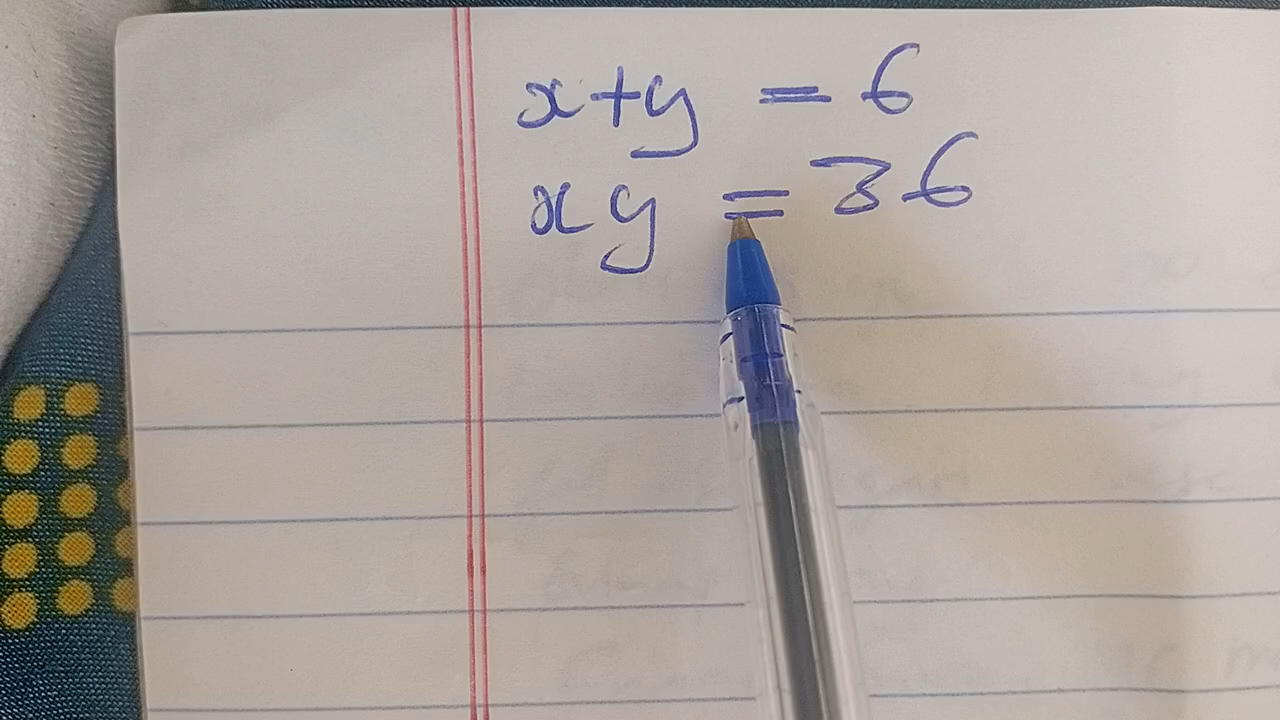 x+y = 6
xy = 36